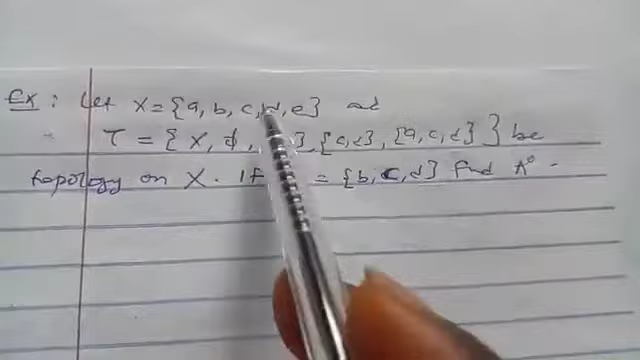 Ex : Let X = {a, b, c, d, e} and
τ = { X, ϕ, } {c,d}, {a, c, d} } be
topology on X. If = {b, c, d} find A° -